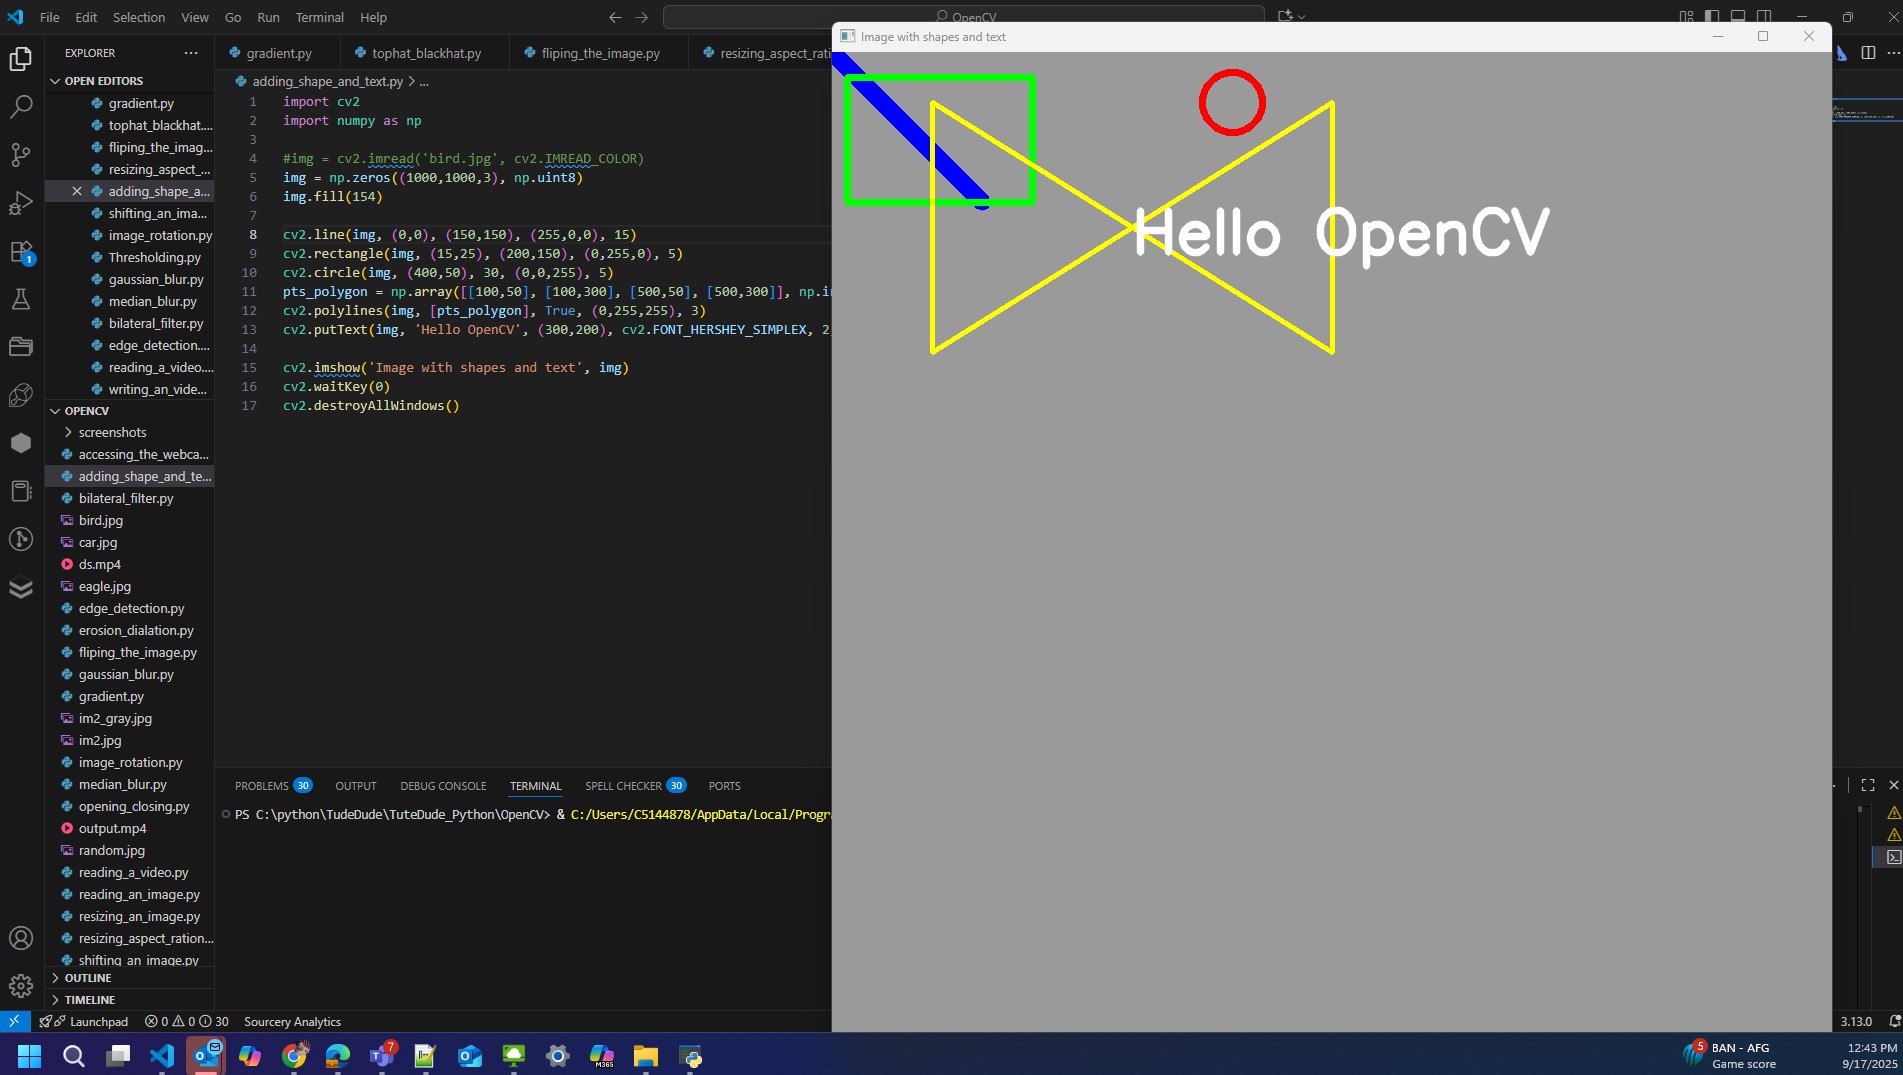 File Edit Selection View Go Run Terminal Help
OpenCV
EXPLORER
OPEN EDITORS
gradient.py
tophat_blackhat....
fliping_the_imag...
resizing_aspect_...
adding_shape_a...
shifting_an_ima...
image_rotation.py
Thresholding.py
gaussian_blur.py
median_blur.py
bilateral_filter.py
edge_detection....
reading_a_video....
writing_an_vide...
OPENCV
screenshots
accessing_the_webca...
adding_shape_and_te...
bilateral_filter.py
bird.jpg
car.jpg
ds.mp4
eagle.jpg
edge_detection.py
erosion_dialation.py
fliping_the_image.py
gaussian_blur.py
gradient.py
im2_gray.jpg
im2.jpg
image_rotation.py
median_blur.py
opening_closing.py
output.mp4
random.jpg
reading_a_video.py
reading_an_image.py
resizing_an_image.py
resizing_aspect_ration...
shifting_an_image.py
OUTLINE
TIMELINE
1
gradient.py tophat_blackhat.py fliping_the_image.py resizing_aspect_rati
adding_shape_and_text.py > ...
1 import cv2
2 import numpy as np
3
4 #img = cv2.imread('bird.jpg', cv2.IMREAD_COLOR)
5 img = np.zeros((1000,1000,3), np.uint8)
6 img.fill(154)
7
8 cv2.line(img, (0,0), (150,150), (255,0,0), 15)
9 cv2.rectangle(img, (15,25), (200,150), (0,255,0), 5)
10 cv2.circle(img, (400,50), 30, (0,0,255), 5)
11 pts_polygon = np.array([[100,50], [100,300], [500,50], [500,300]], np.in
12 cv2.polylines(img, [pts_polygon], True, (0,255,255), 3)
13 cv2.putText(img, 'Hello OpenCV', (300,200), cv2.FONT_HERSHEY_SIMPLEX, 2
14
15 cv2.imshow('Image with shapes and text', img)
16 cv2.waitKey(0)
17 cv2.destroyAllWindows()
PROBLEMS 30 OUTPUT DEBUG CONSOLE TERMINAL SPELL CHECKER 30 PORTS
PS C:\python\TudeDude\TuteDude_Python\OpenCV> & C:/Users/C5144878/AppData/Local/Progra
Image with shapes and text
Hello OpenCV
Launchpad 0 0 30 Sourcery Analytics
3.13.0
7
M365
5
BAN - AFG
Game score
12:43 PM
9/17/2025